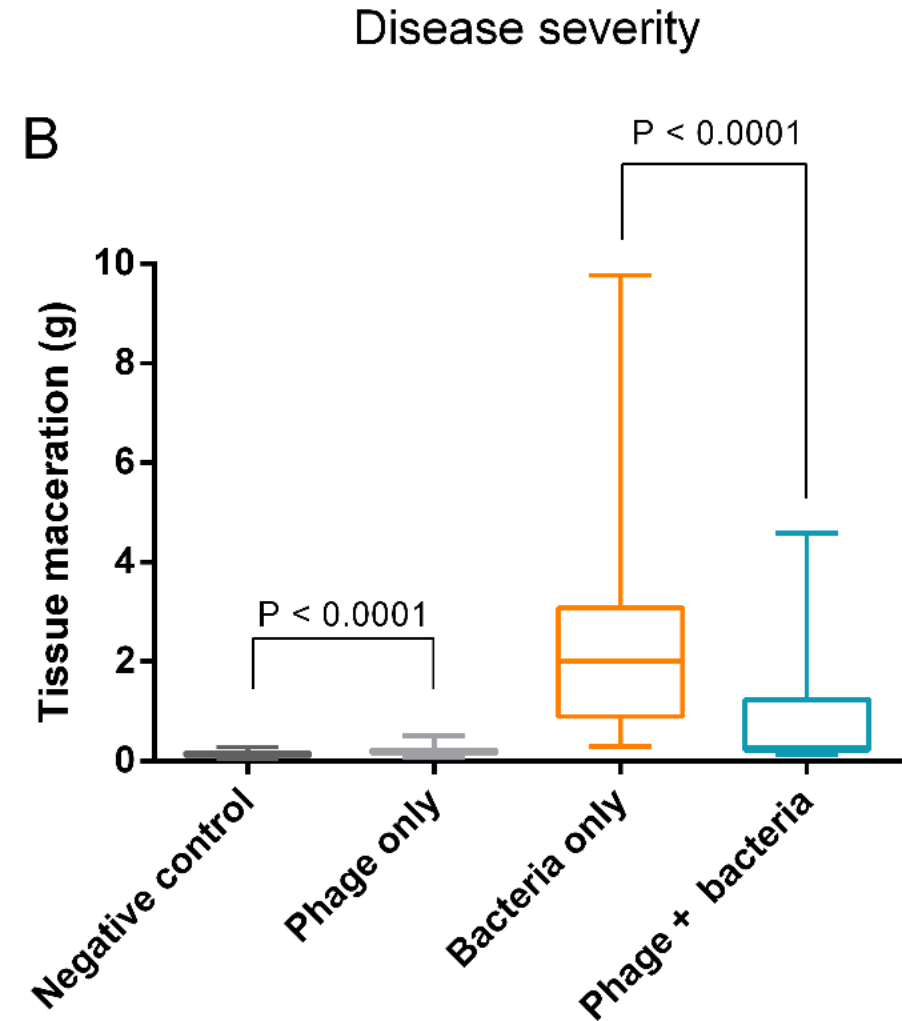 Disease severity
B
P < 0.0001
10
8
6
4
2
0
Tissue maceration (g)
P < 0.0001
Negative control
Phage only
Bacteria only
Phage + bacteria